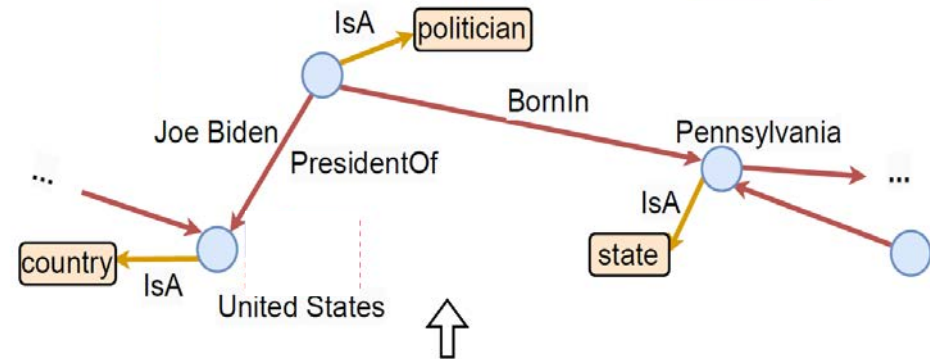 IsA
politician
BornIn
Joe Biden
Pennsylvania
PresidentOf
...
...
IsA
country
state
IsA
United States